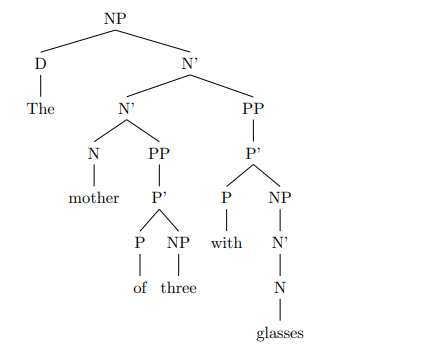 NP
D N'
The N' PP
N PP P'
mother P' P NP
P NP with N'
of three N
glasses